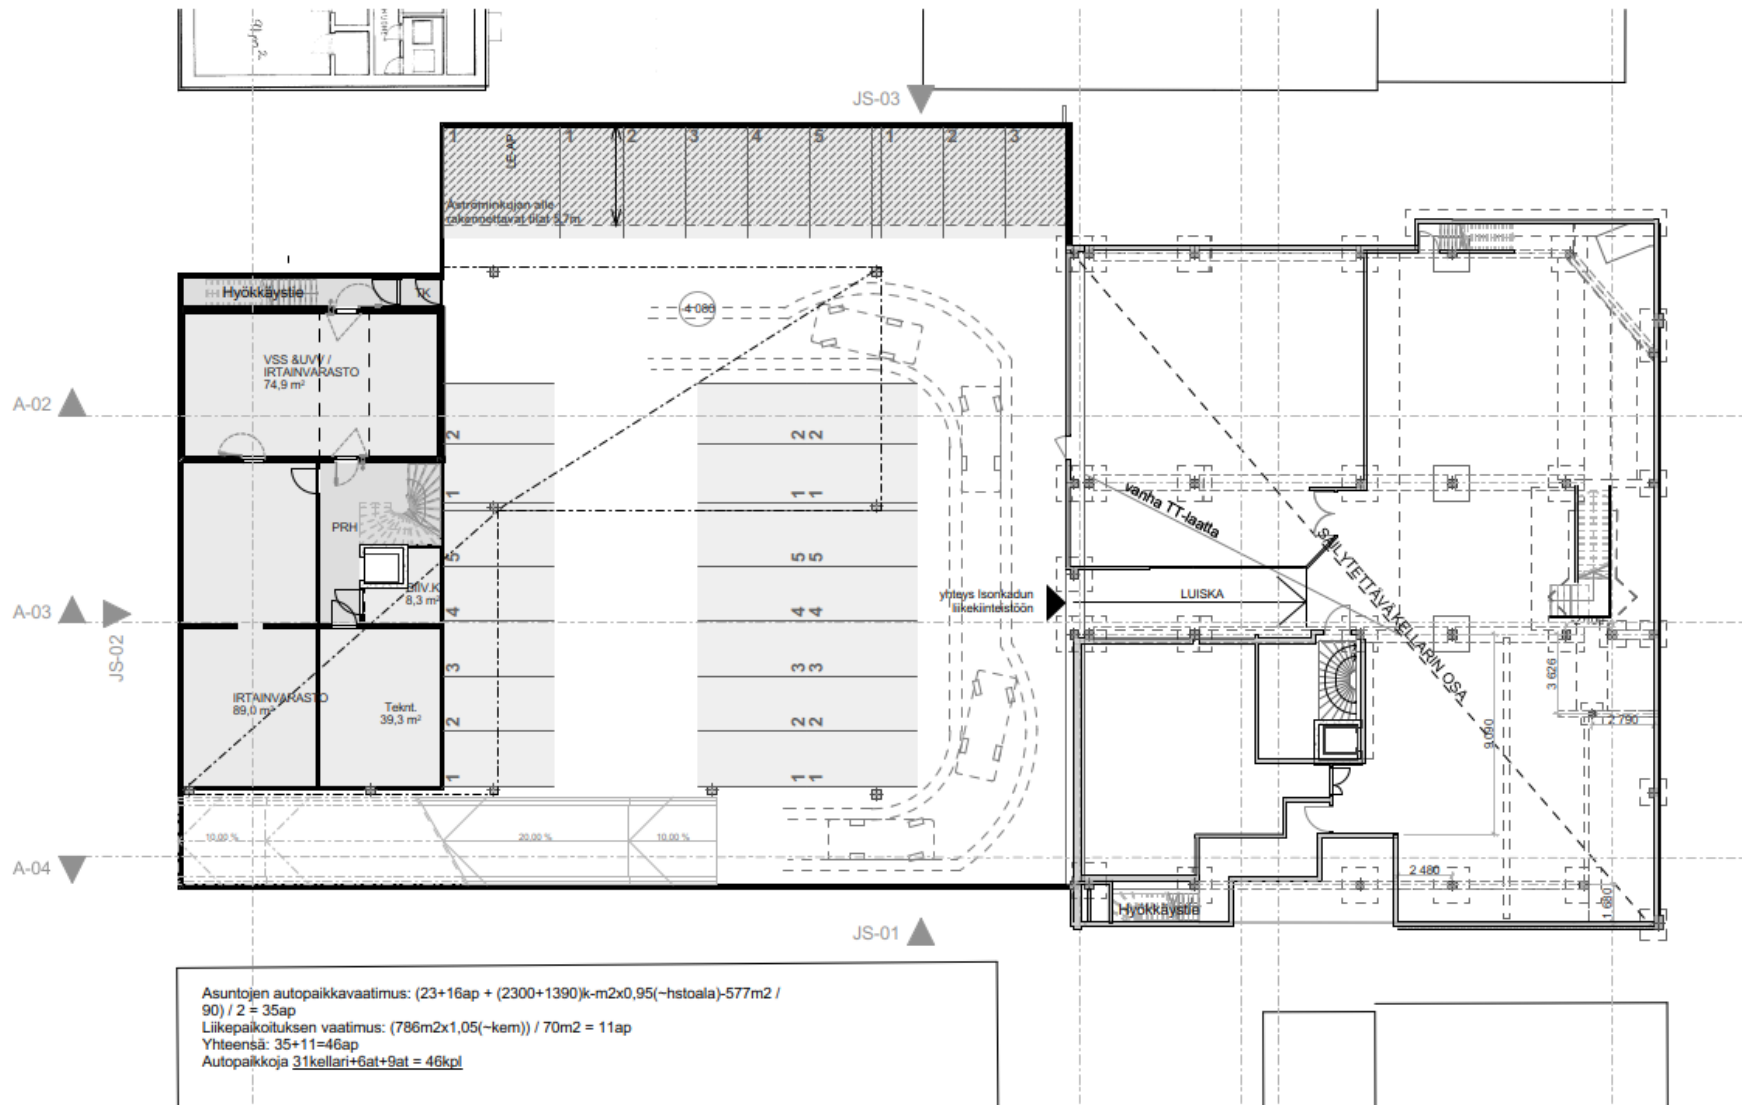 91 m²
JS-03
1 1 2 3 4 5 1 2 3
LE-AP
Åströminkujan alle
rakennettavat tilat 5,7m
Hyökkäystie
TK
-4 080
VSS &UVV /
IRTAINVARASTO
74,9 m²
A-02
2 2 2
1 1 1
vanha TT-laatta
PRH
SÄILYTETTÄVÄ KELLARIN OSA
5 5 5
SIIV.K
8,3 m²
yhteys Isonkadun
liikekiinteistöön
LUISKA
A-03
4 4 4
JS-02
3 3 3
3 626
IRTAINVARASTO
89,0 m²
Teknt.
39,3 m²
2 2 2
2 790
9 090
1 1 1
10,00 %
20,00 %
10,00 %
A-04
2 480
1 680
Hyökkäystie
JS-01
Asuntojen autopaikkavaatimus: (23+16ap + (2300+1390)k-m2x0,95(~hstoala)-577m2 /
90) / 2 = 35ap
Liikepaikoituksen vaatimus: (786m2x1,05(~kem)) / 70m2 = 11ap
Yhteensä: 35+11=46ap
Autopaikkoja 31kellari+6at+9at = 46kpl